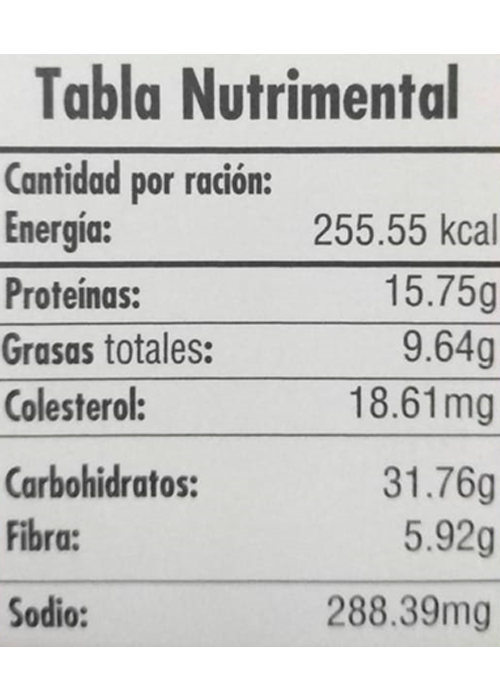 Tabla Nutrimental
Cantidad por ración:
Energía: 255.55 kcal
Proteínas: 15.75g
Grasas totales: 9.64g
Colesterol: 18.61mg
Carbohidratos: 31.76g
Fibra: 5.92g
Sodio: 288.39mg